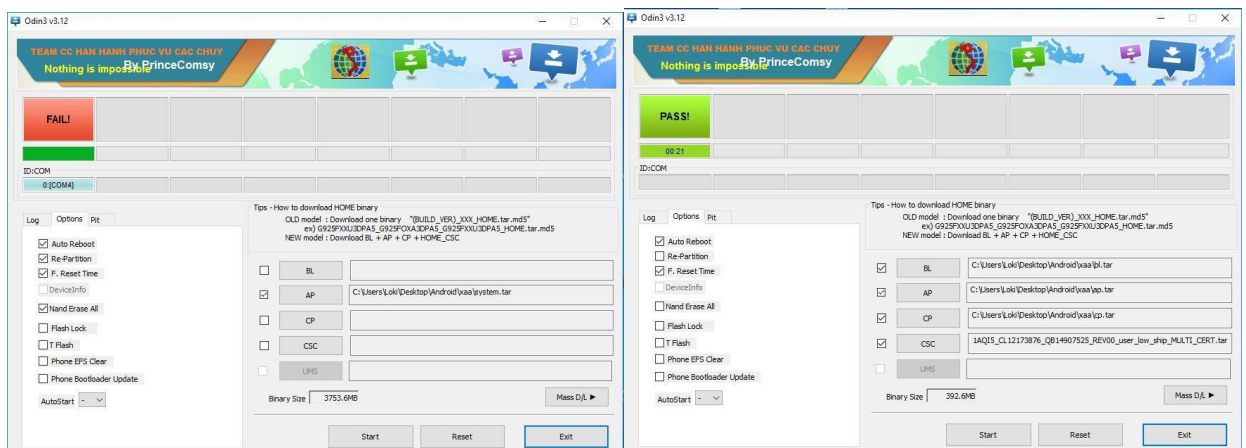 Odin3 v3.12
TEAM CC HAN HANH PHUC VU CAC CHUY
Nothing is impossible
By PrinceComsy
FAIL!
ID:COM
0:[COM4]
Log
Options
Pit
Auto Reboot
Re-Partition
F. Reset Time
DeviceInfo
Nand Erase All
Flash Lock
T Flash
Phone EFS Clear
Phone Bootloader Update
AutoStart
-
Tips - How to download HOME binary
OLD model : Download one binary "(BUILD_VER)_XXX_HOME.tar.md5"
ex) G925FXXU3DPA5_G925FOXA3DPA5_G925FXXU3DPA5_HOME.tar.md5
NEW model : Download BL + AP + CP + HOME_CSC
BL
AP
C:\Users\Loki\Desktop\Android\xaa\system.tar
CP
CSC
UMS
Binary Size
3753.6MB
Mass D/L ►
Start
Reset
Exit
Odin3 v3.12
TEAM CC HAN HANH PHUC VU CAC CHUY
Nothing is impossible
By PrinceComsy
PASS!
00:21
ID:COM
Log
Options
Pit
Auto Reboot
Re-Partition
F. Reset Time
DeviceInfo
Nand Erase All
Flash Lock
T Flash
Phone EFS Clear
Phone Bootloader Update
AutoStart
-
Tips - How to download HOME binary
OLD model : Download one binary "(BUILD_VER)_XXX_HOME.tar.md5"
ex) G925FXXU3DPA5_G925FOXA3DPA5_G925FXXU3DPA5_HOME.tar.md5
NEW model : Download BL + AP + CP + HOME_CSC
BL
C:\Users\Loki\Desktop\Android\xaa\bl.tar
AP
C:\Users\Loki\Desktop\Android\xaa\ap.tar
CP
C:\Users\Loki\Desktop\Android\xaa\cp.tar
CSC
1AQI5_CL12173876_QB14907525_REV00_user_low_ship_MULTI_CERT.tar
UMS
Binary Size
392.6MB
Mass D/L ►
Start
Reset
Exit